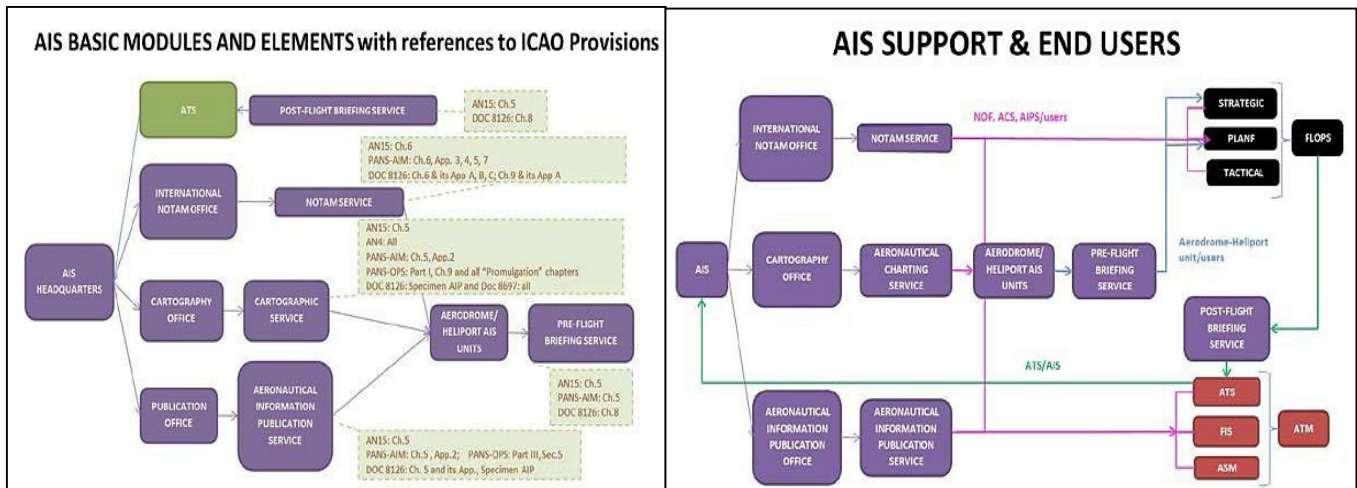 AIS BASIC MODULES AND ELEMENTS with references to ICAO Provisions
ATS
POST-FLIGHT BRIEFING SERVICE
AN15: Ch.5
DOC 8126: Ch.8
AN15: Ch.6
PANS-AIM: Ch.6, App. 3, 4, 5, 7
DOC 8126: Ch.6 & its App A, B, C; Ch.9 & its App A
INTERNATIONAL
NOTAM OFFICE
NOTAM SERVICE
AN15: Ch.5
AN4: All
PANS-AIM: Ch.5, App.2
PANS-OPS: Part I, Ch.9 and all "Promulgation" chapters
DOC 8126: Specimen AIP and Doc 8697: all
AIS
HEADQUARTERS
CARTOGRAPHY
OFFICE
CARTOGRAPHIC
SERVICE
AERODROME/
HELIPORT AIS
UNITS
PRE-FLIGHT
BRIEFING SERVICE
AN15: Ch.5
PANS-AIM: Ch.5
DOC 8126: Ch.8
PUBLICATION
OFFICE
AERONAUTICAL
INFORMATION
PUBLICATION
SERVICE
AN15: Ch.5
PANS-AIM: Ch.5 , App.2; PANS-OPS: Part III, Sec.5
DOC 8126: Ch. 5 and its App., Specimen AIP
AIS SUPPORT & END USERS
INTERNATIONAL
NOTAM OFFICE
NOTAM SERVICE
NOF, ACS, AIPS/users
STRATEGIC
PLANF
TACTICAL
FLOPS
Aerodrome-Heliport
unit/users
AIS
CARTOGRAPHY
OFFICE
AERONAUTICAL
CHARTING
SERVICE
AERODROME/
HELIPORT AIS
UNITS
PRE-FLIGHT
BRIEFING
SERVICE
POST-FLIGHT
BRIEFING
SERVICE
ATS/AIS
AERONAUTICAL
INFORMATION
PUBLICATION
OFFICE
AERONAUTICAL
INFORMATION
PUBLICATION
SERVICE
ATS
FIS
ASM
ATM